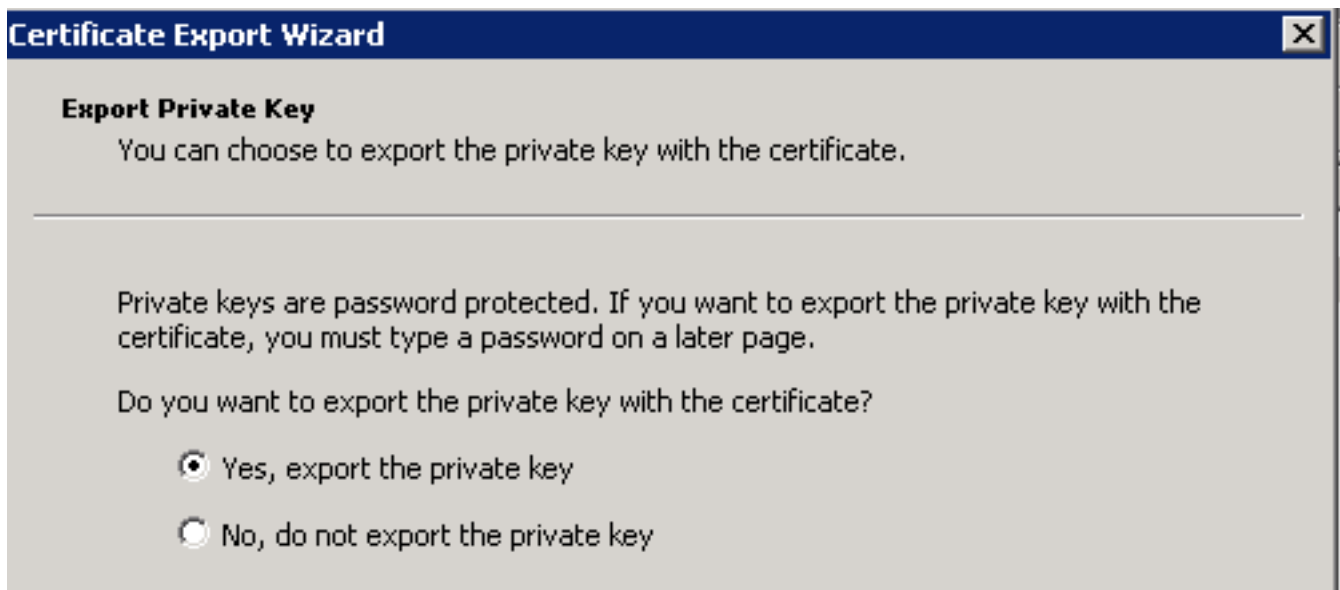 Certificate Export Wizard
Export Private Key
You can choose to export the private key with the certificate.
Private keys are password protected. If you want to export the private key with the
certificate, you must type a password on a later page.
Do you want to export the private key with the certificate?
Yes, export the private key
No, do not export the private key